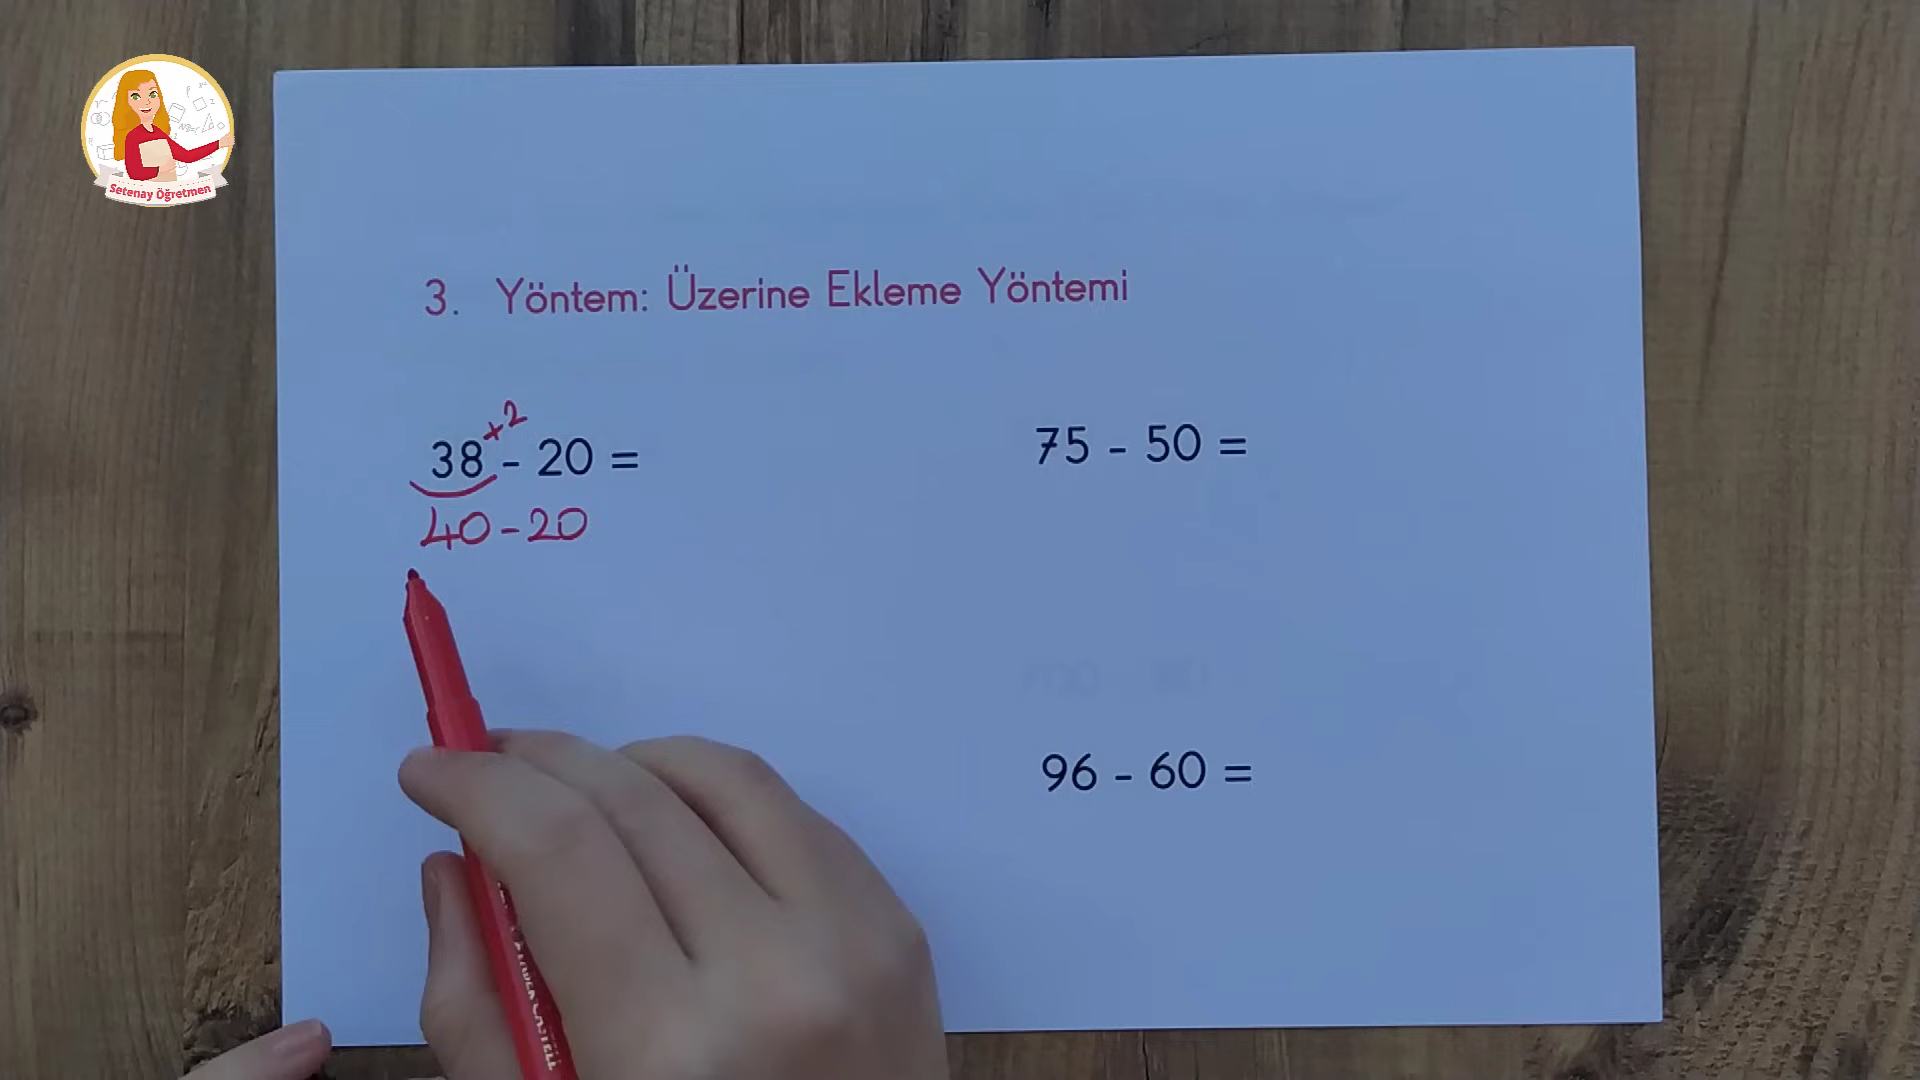 Setenay Öğretmen
3. Yöntem: Üzerine Ekleme Yöntemi
+2
38 - 20 =
40 - 20
75 - 50 =
96 - 60 =